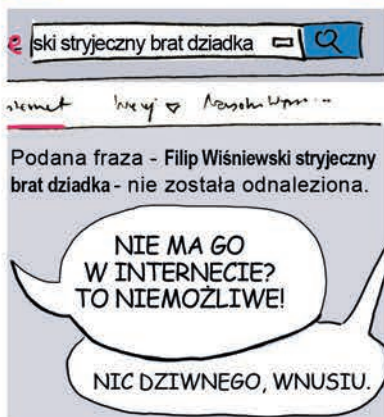 ski stryjeczny brat dziadka
Podana fraza - Filip Wiśniewski stryjeczny
brat dziadka - nie została odnaleziona.
NIE MA GO
W INTERNECIE?
TO NIEMOŻLIWE!
NIC DZIWNEGO, WNUSIU.